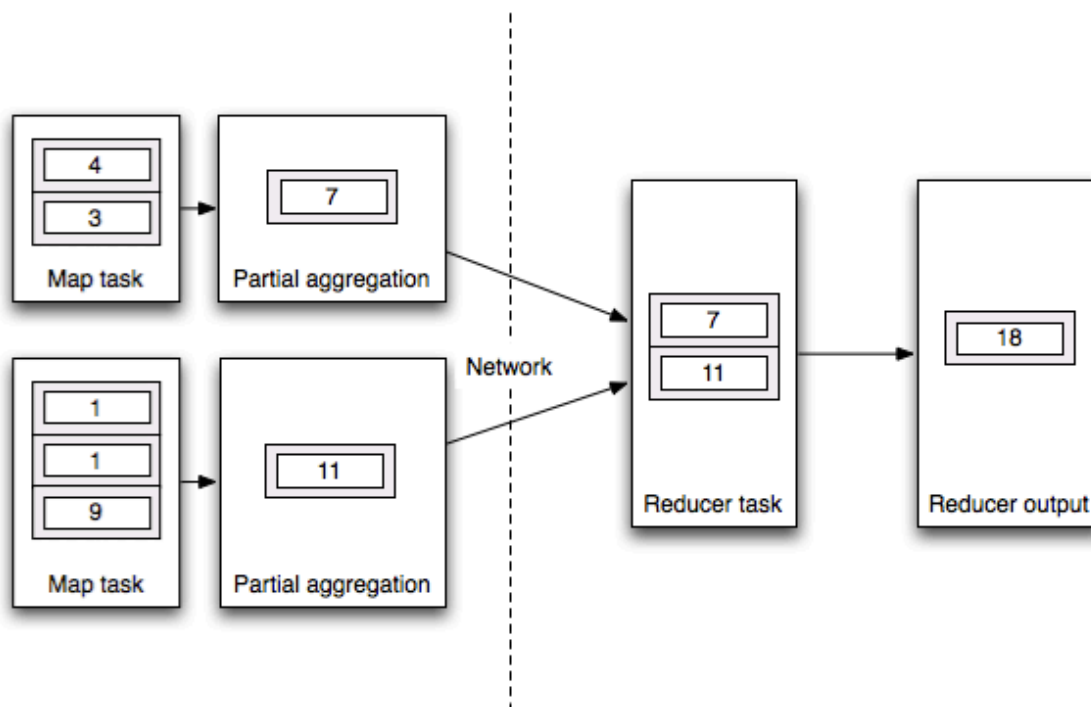 4
3
Map task
7
Partial aggregation
1
1
9
Map task
11
Partial aggregation
Network
7
11
Reducer task
18
Reducer output